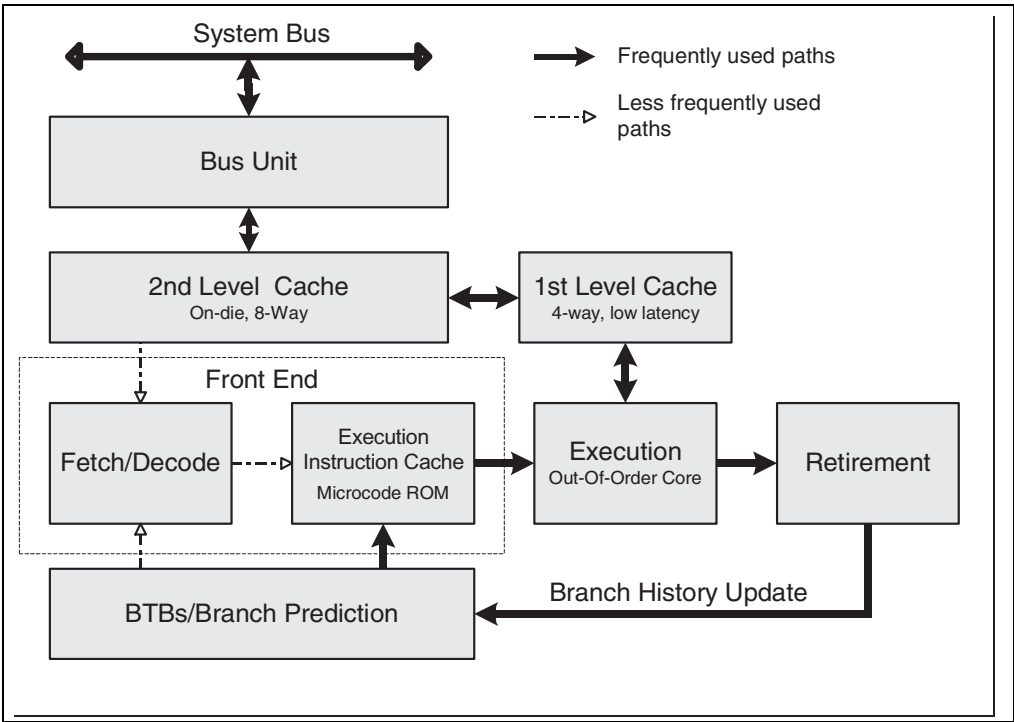 System Bus
Frequently used paths
Less frequently used
paths
Bus Unit
2nd Level Cache
On-die, 8-Way
1st Level Cache
4-way, low latency
Front End
Fetch/Decode
Execution
Instruction Cache
Microcode ROM
Execution
Out-Of-Order Core
Retirement
Branch History Update
BTBs/Branch Prediction